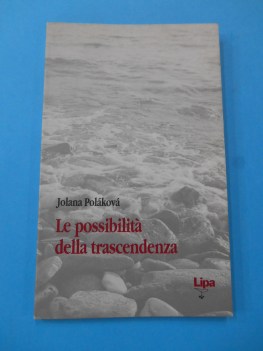 Jolana Poláková
Le possibilità
della trascendenza
Lipa